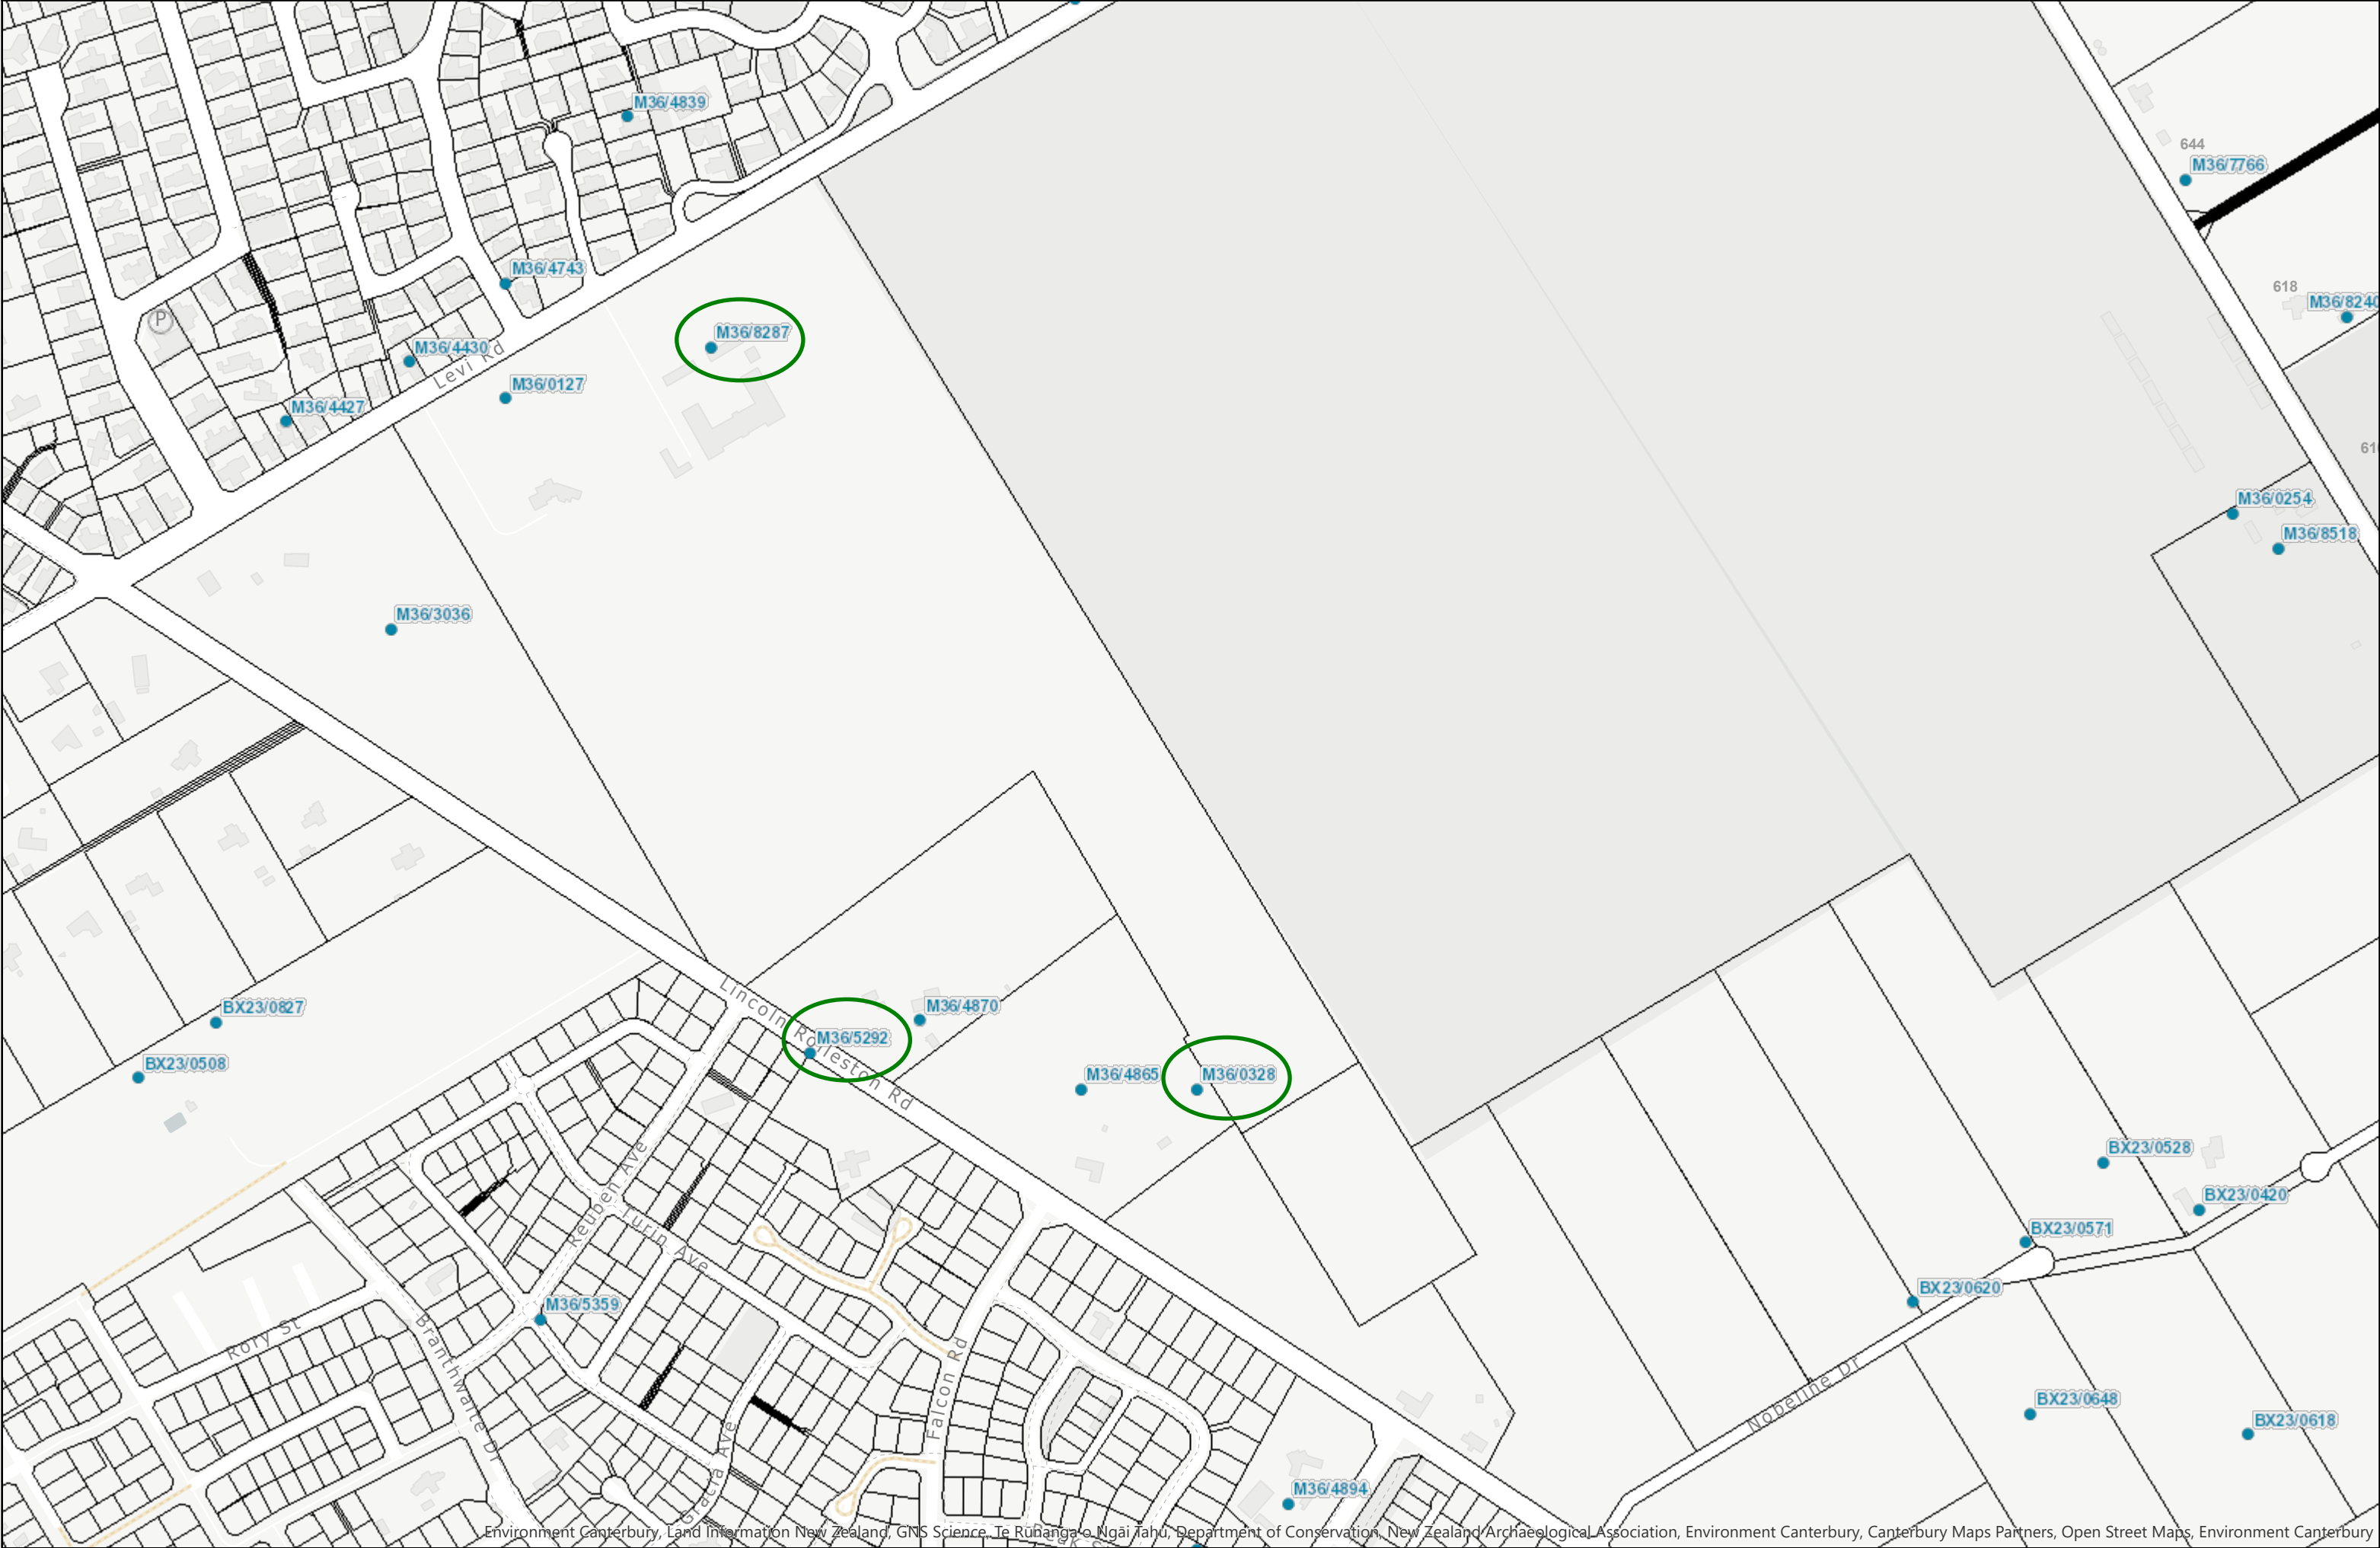 M36/4839
644
M36/7766
M36/4743
618
M36/8240
M36/8287
M36/4430
Levi Rd
M36/0127
M36/4427
P
M36/0254
M36/8518
M36/3036
Lincoln Rolleston Rd
M36/4870
BX23/0827
M36/5292
BX23/0508
M36/4865
M36/0328
BX23/0528
Reuben Ave
BX23/0420
Turin Ave
BX23/0571
BX23/0620
M36/5359
Rory St
Branthwaite Dr
Falcon Rd
Nobeline Dr
BX23/0648
BX23/0618
Gracia Ave
M36/4894
Environment Canterbury, Land Information New Zealand, GNS Science, Te Rūnanga o Ngāi Tahu, Department of Conservation, New Zealand Archaeological Association, Environment Canterbury, Canterbury Maps Partners, Open Street Maps, Environment Canterbury